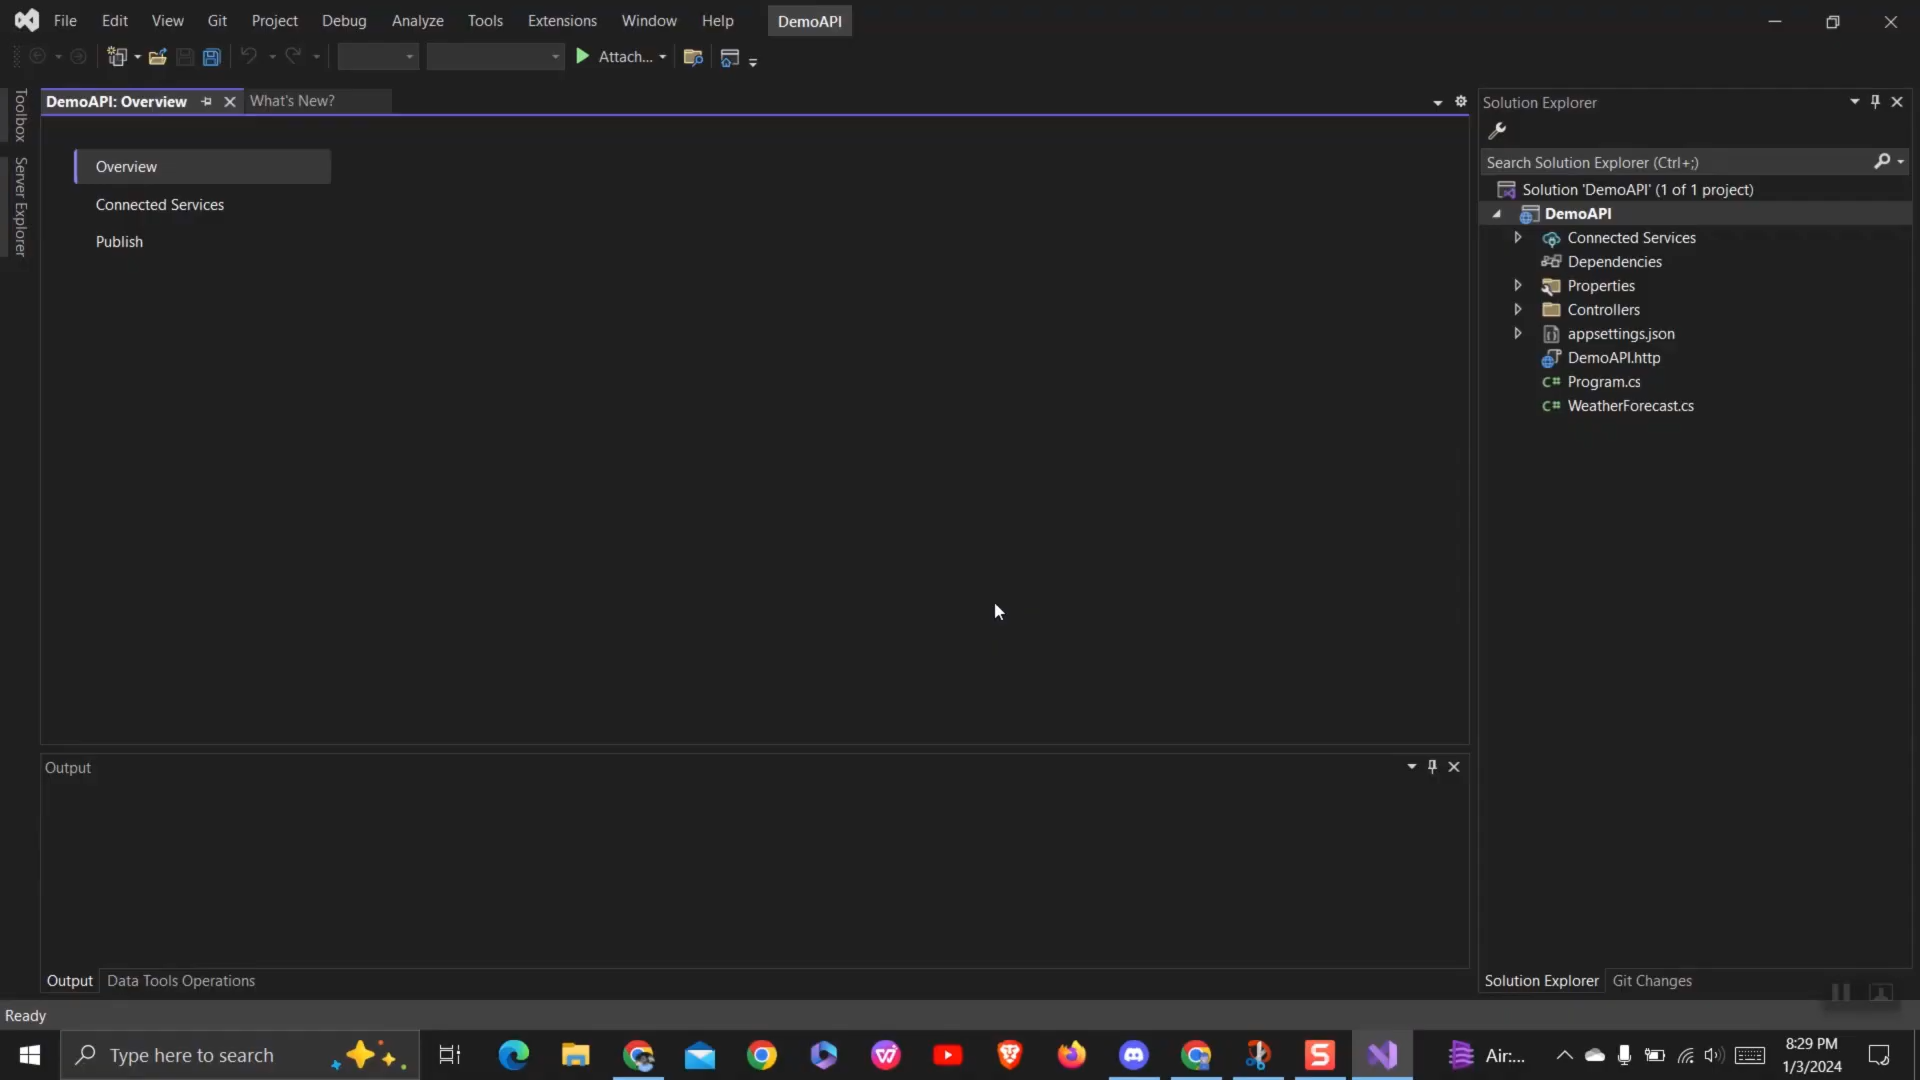 File Edit View Git Project Debug Analyze Tools Extensions Window Help DemoAPI
Attach...
Toolbox
Server Explorer
DemoAPI: Overview What's New?
Overview
Connected Services
Publish
Solution Explorer
Search Solution Explorer (Ctrl+;)
Solution 'DemoAPI' (1 of 1 project)
DemoAPI
Connected Services
Dependencies
Properties
Controllers
appsettings.json
DemoAPI.http
C# Program.cs
C# WeatherForecast.cs
Output
Output Data Tools Operations
Solution Explorer Git Changes
Ready
Type here to search
Air:...
8:29 PM
1/3/2024